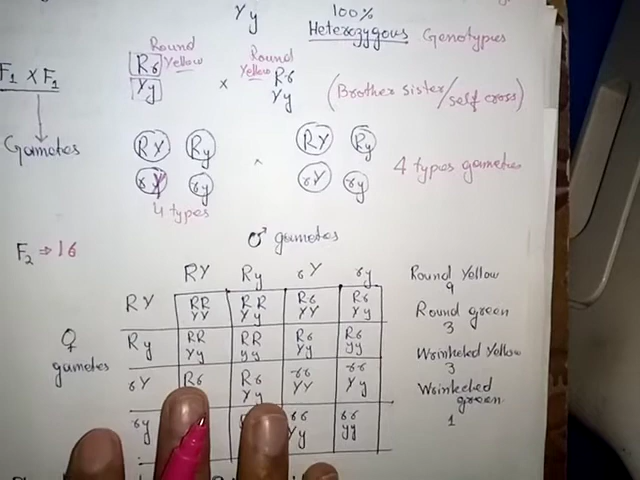 Yy 100%
Heterozygous Genotypes
Round Yellow Round Yellow
F1 X F1 Rr Yy x Rr Yy (Brother sister/self cross)
Gametes RY Ry RY Ry
rY ry rY ry 4 types gametes
4 types
F2 ⇒ 16 ♂ gametes
RY Ry rY ry Round Yellow
9
RY RR YY RR Yy Rr YY Rr Yy Round green
3
♀ gametes Ry RR Yy RR yy Rr Yy Rr yy Wrinkeled Yellow
3
rY Rr Rr Yy rr YY rr Yy Wrinkeled green
1
ry rr Yy rr yy